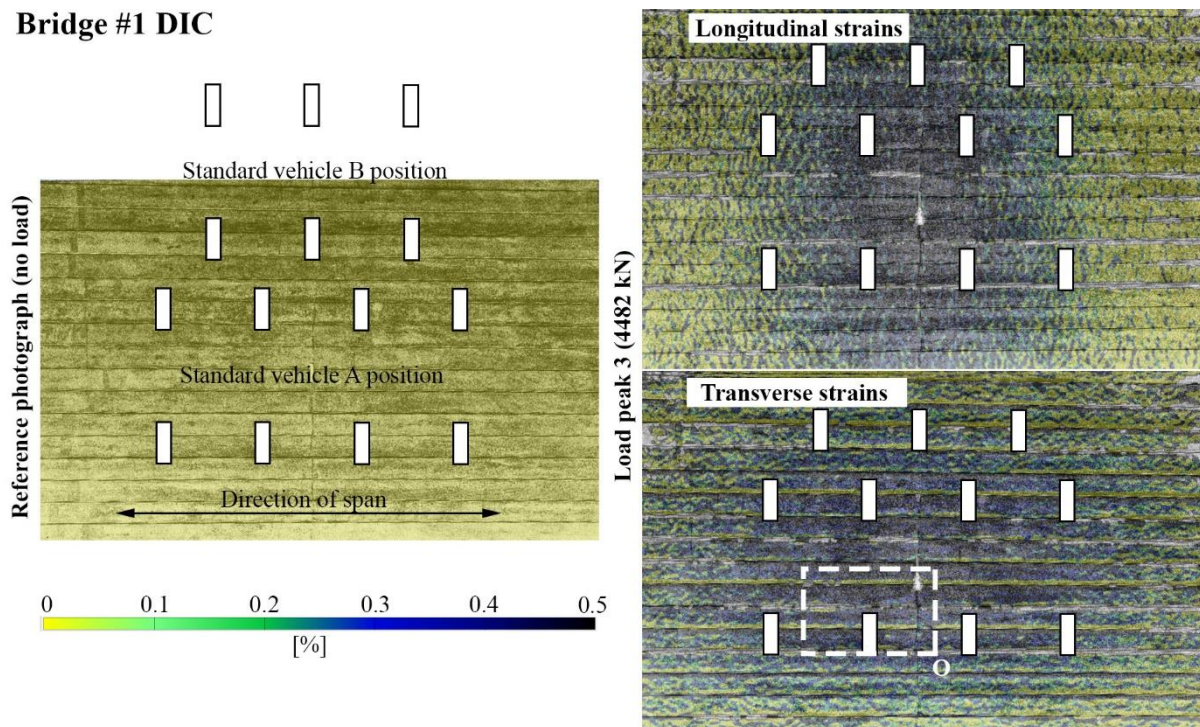 Bridge #1 DIC
Standard vehicle B position
Reference photograph (no load)
Standard vehicle A position
Direction of span
0 0.1 0.2 0.3 0.4 0.5
[%]
Load peak 3 (4482 kN)
Longitudinal strains
Transverse strains
O